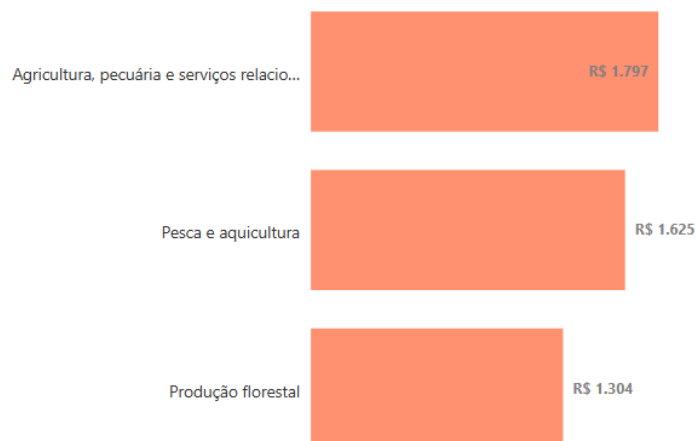 Agricultura, pecuária e serviços relacio... R$ 1.797
Pesca e aquicultura R$ 1.625
Produção florestal R$ 1.304